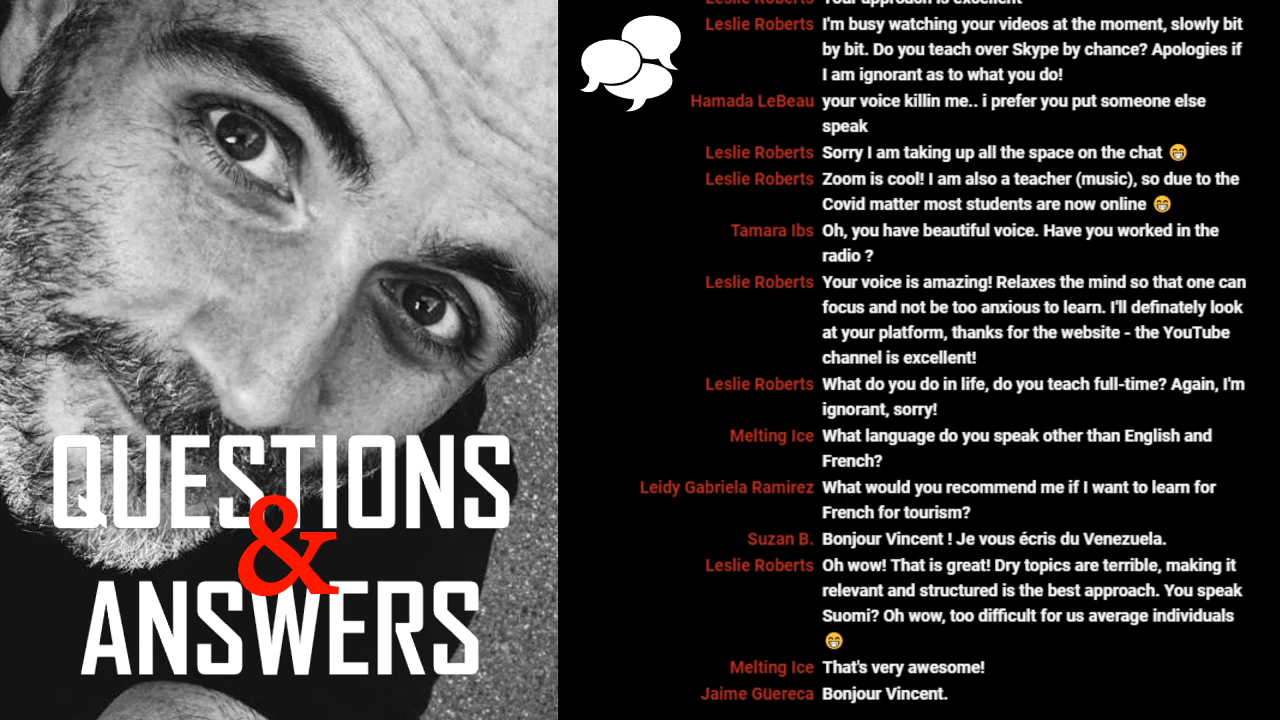 QUESTIONS
&
ANSWERS
Leslie Roberts Your approach is excellent
Leslie Roberts I'm busy watching your videos at the moment, slowly bit
by bit. Do you teach over Skype by chance? Apologies if
I am ignorant as to what you do!
Hamada LeBeau your voice killin me.. i prefer you put someone else
speak
Leslie Roberts Sorry I am taking up all the space on the chat 😁
Leslie Roberts Zoom is cool! I am also a teacher (music), so due to the
Covid matter most students are now online 😁
Tamara Ibs Oh, you have beautiful voice. Have you worked in the
radio ?
Leslie Roberts Your voice is amazing! Relaxes the mind so that one can
focus and not be too anxious to learn. I'll definately look
at your platform, thanks for the website - the YouTube
channel is excellent!
Leslie Roberts What do you do in life, do you teach full-time? Again, I'm
ignorant, sorry!
Melting Ice What language do you speak other than English and
French?
Leidy Gabriela Ramirez What would you recommend me if I want to learn for
French for tourism?
Suzan B. Bonjour Vincent ! Je vous écris du Venezuela.
Leslie Roberts Oh wow! That is great! Dry topics are terrible, making it
relevant and structured is the best approach. You speak
Suomi? Oh wow, too difficult for us average individuals
😁
Melting Ice That's very awesome!
Jaime Güereca Bonjour Vincent.